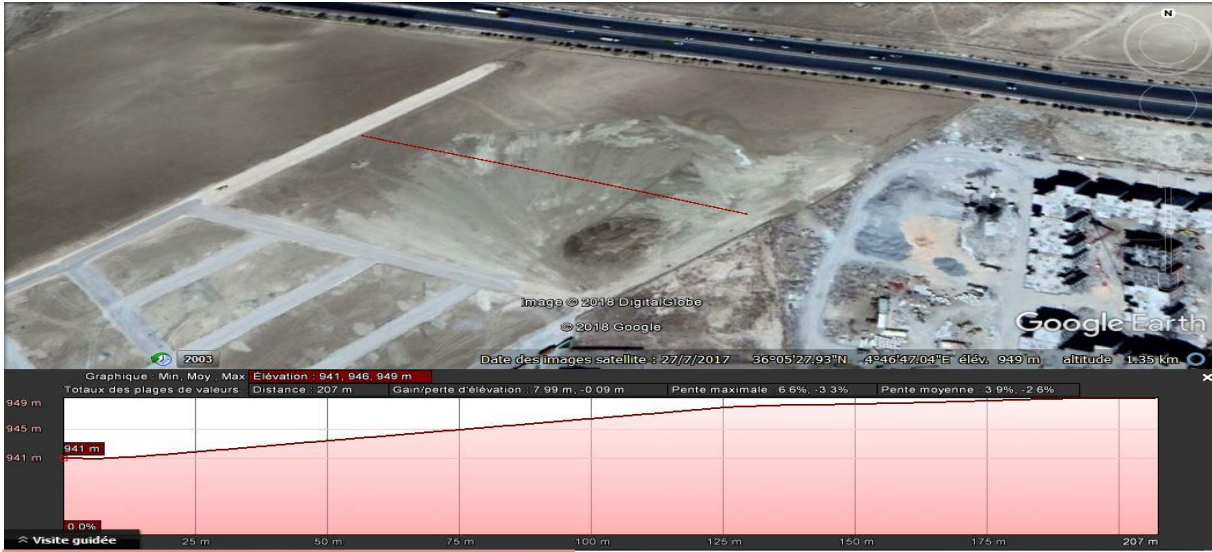 N
Image © 2018 DigitalGlobe
© 2018 Google
Google Earth
2003
Date des images satellite : 27/7/2017 36°05'27.93"N 4°46'47.04"E élév. 949 m altitude 1.35 km
Graphique : Min, Moy., Max Élévation : 941, 946, 949 m
Totaux des plages de valeurs : Distance : 207 m Gain/perte d'élévation : 7.99 m, -0.09 m Pente maximale : 6.6%, -3.3% Pente moyenne : 3.9%, -2.6%
949 m
945 m
941 m
941 m
0.0%
Visite guidée
25 m 50 m 75 m 100 m 125 m 150 m 175 m 207 m